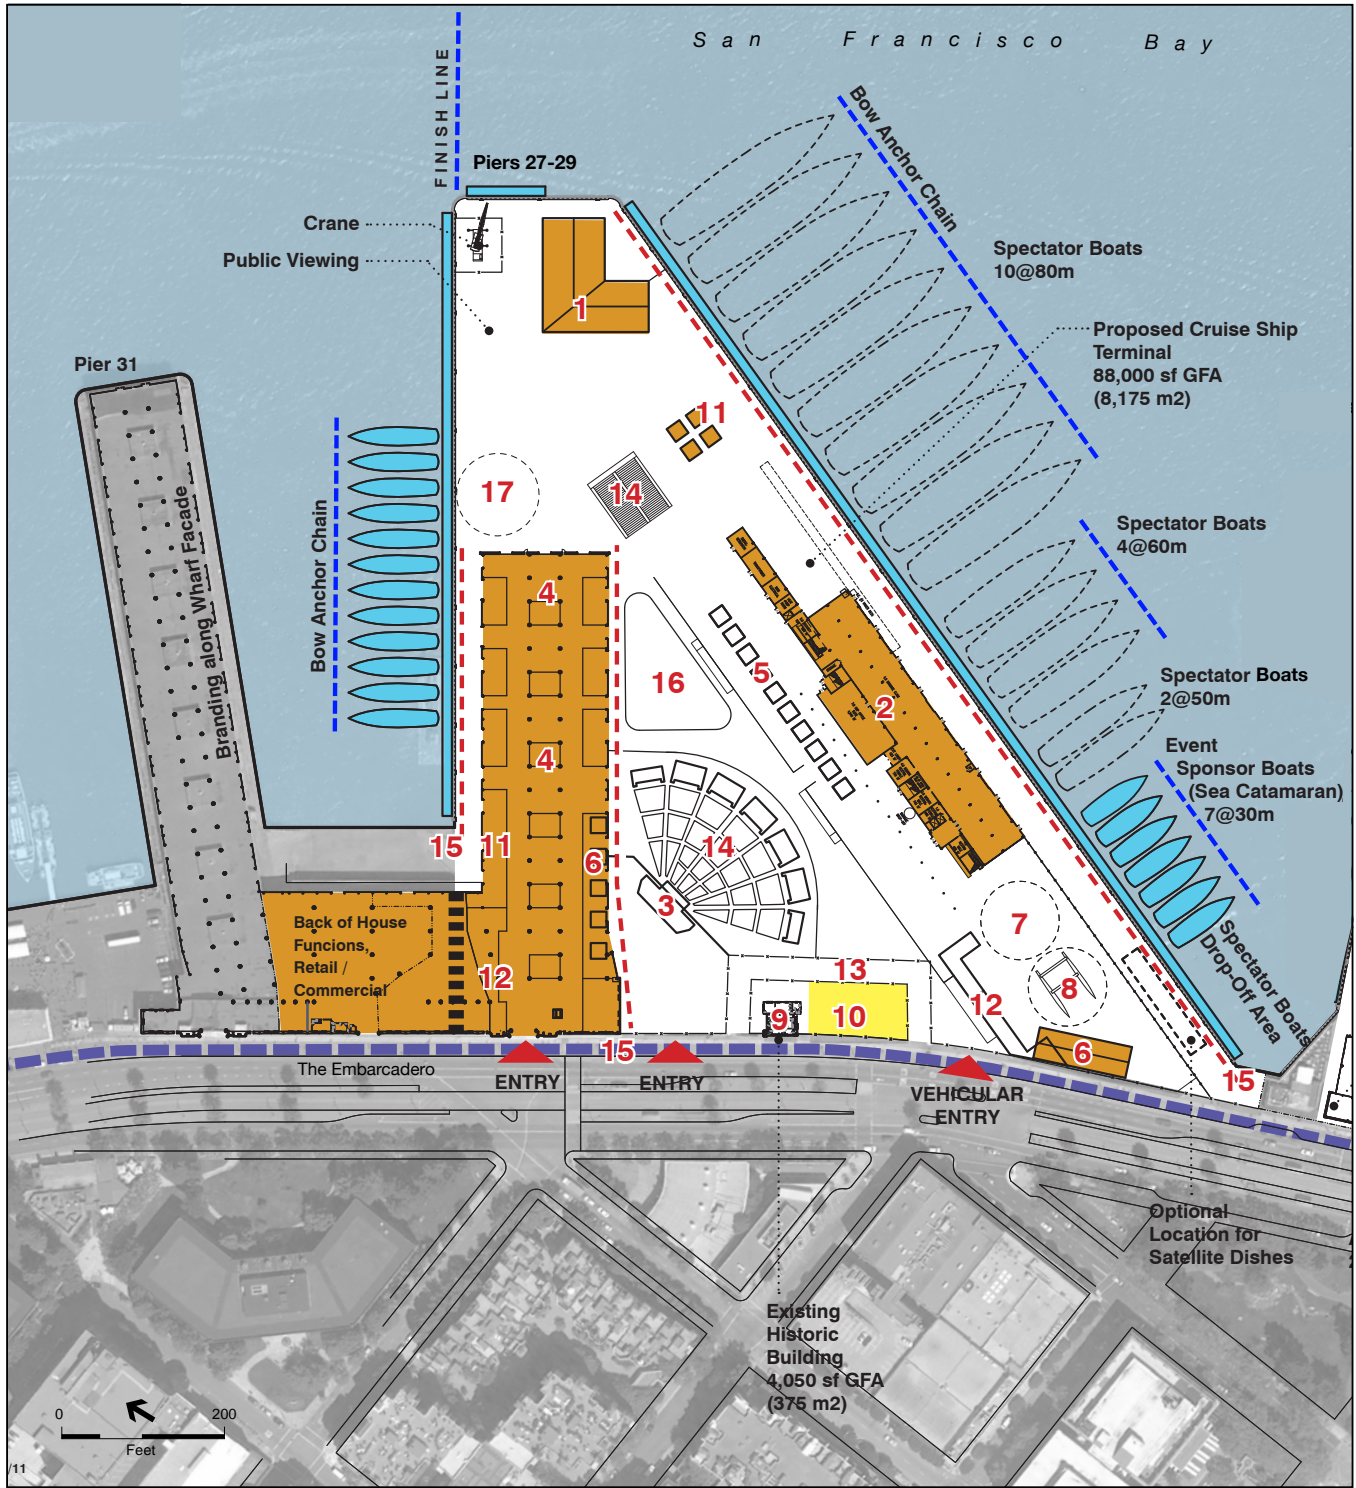 San Francisco Bay
FINISH LINE
Piers 27-29
Bow Anchor Chain
Crane
Public Viewing
Spectator Boats
10@80m
Proposed Cruise Ship
Terminal
88,000 sf GFA
(8,175 m2)
Pier 31
1
11
17
14
Spectator Boats
4@60m
Branding along Wharf Facade
Bow Anchor Chain
4
16
5
2
Spectator Boats
2@50m
4
Event
Sponsor Boats
(Sea Catamaran)
7@30m
15
11
6
14
3
7
Back of House
Funcions,
Retail /
Commercial
12
13
12
8
Spectator Boats
Drop-Off Area
9
10
15
6
15
The Embarcadero
ENTRY
ENTRY
VEHICULAR
ENTRY
Optional
Location for
Satellite Dishes
Existing
Historic
Building
4,050 sf GFA
(375 m2)
0
200
Feet
/11